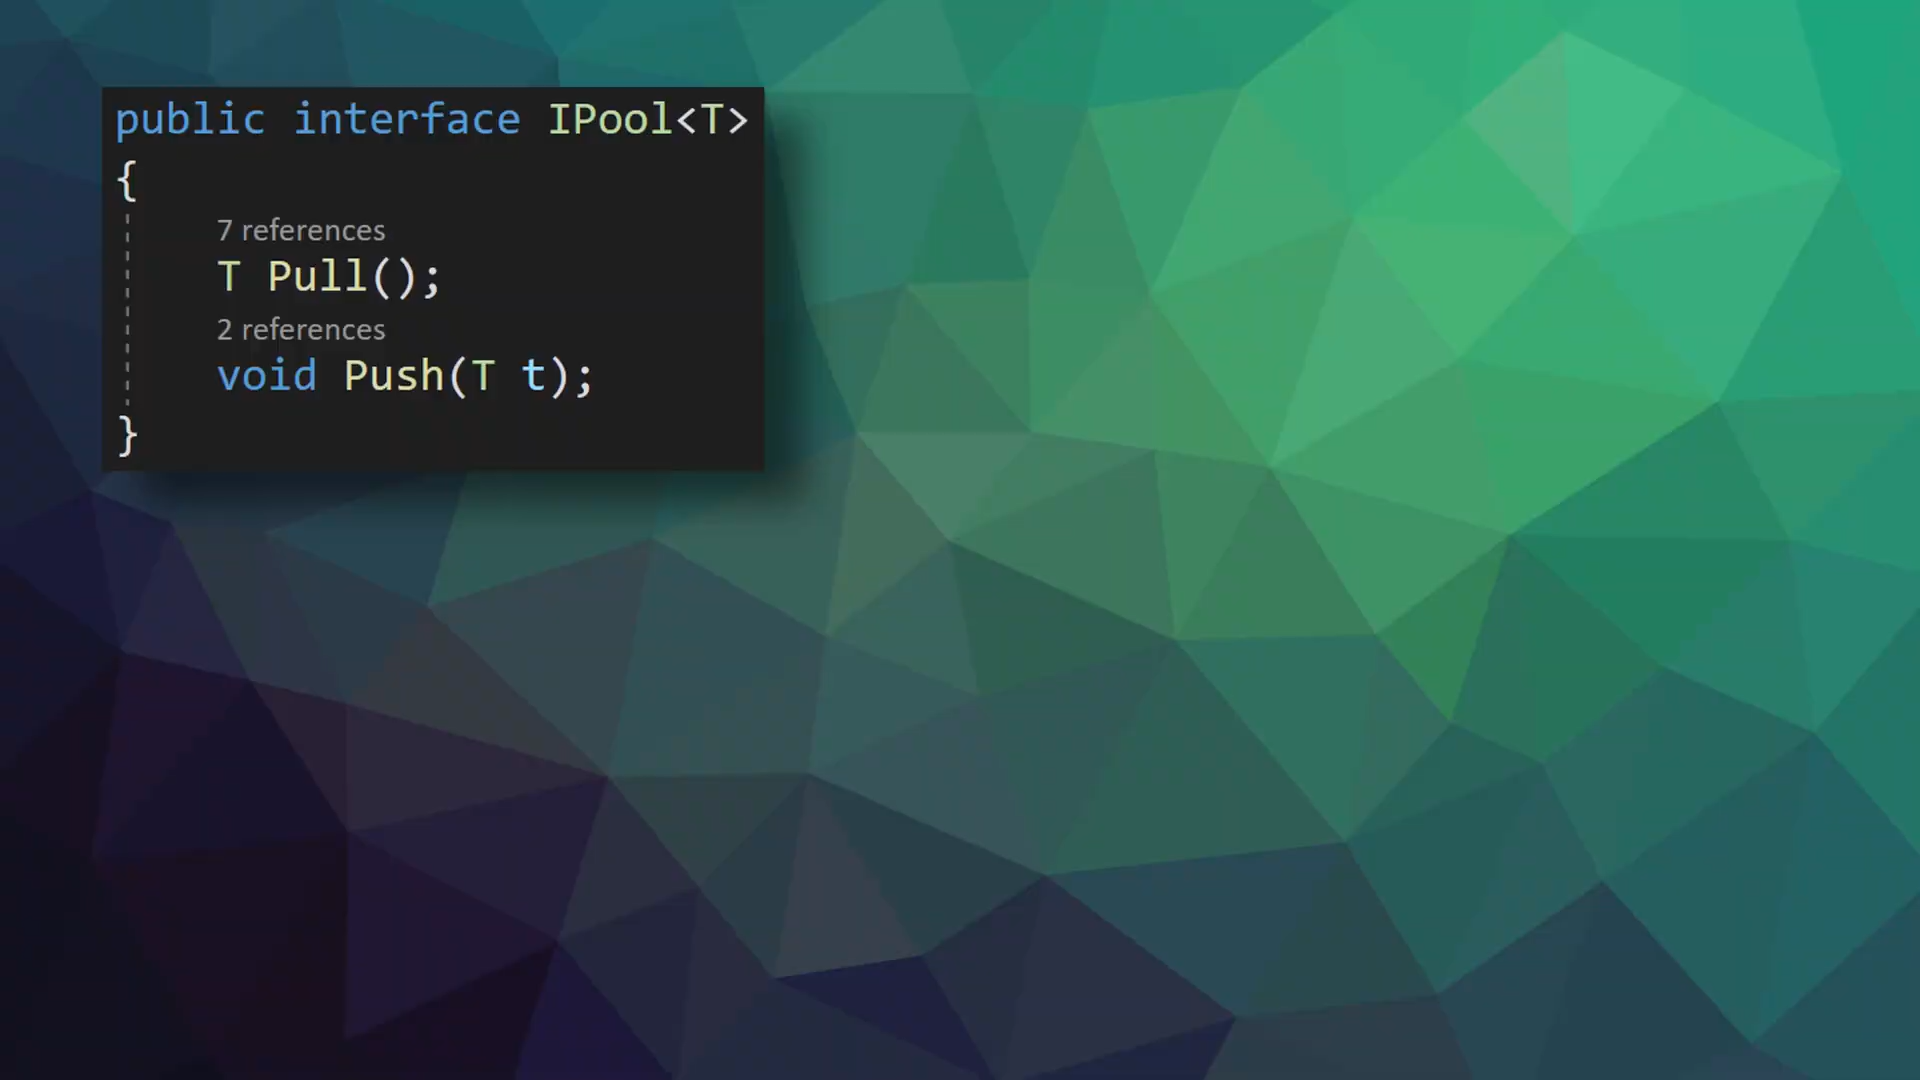 public interface IPool<T>
{
7 references
T Pull();
2 references
void Push(T t);
}